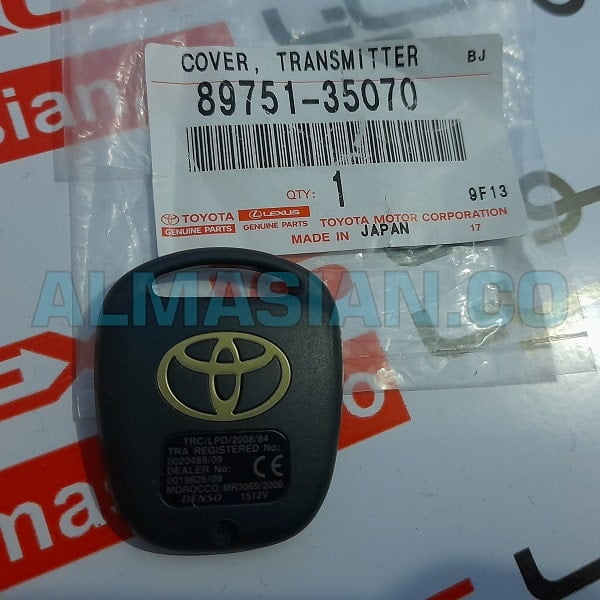 COVER, TRANSMITTER BJ
89751-35070
QTY: 1 9F13
TOYOTA LEXUS TOYOTA MOTOR CORPORATION
GENUINE PARTS GENUINE PARTS MADE IN JAPAN 17
ALMASIAN.CO
TRC/LPD/2008/84
TRA REGISTERED No:
0020489/09
DEALER No:
0019826/09
CE
MOROCCO:MR3069/2006
DENSO 1512V